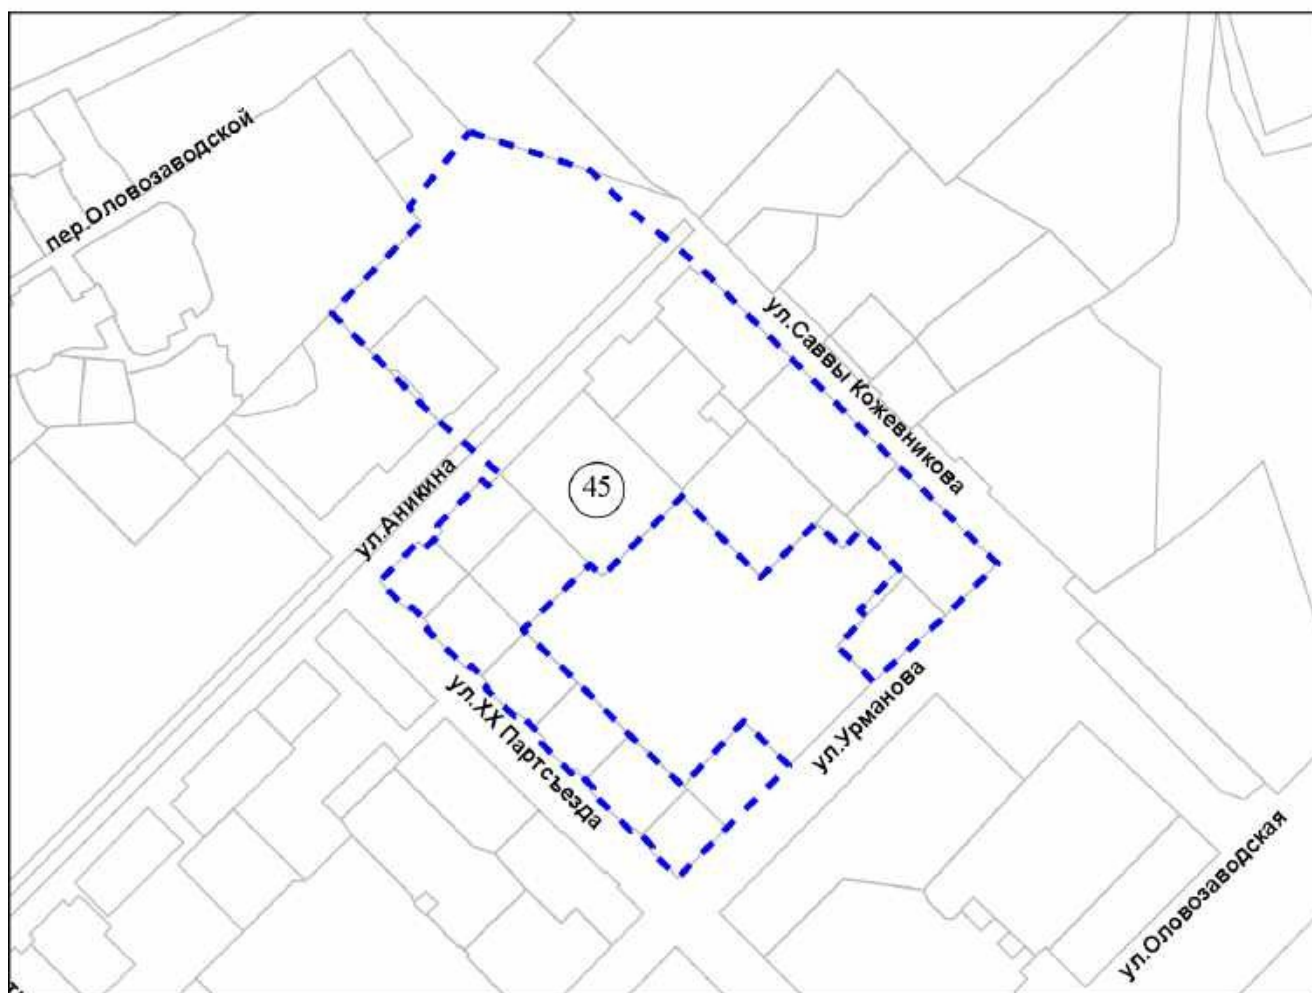 пер.Оловозаводской
ул.Саввы Кожевникова
45
ул.Аникина
ул.XX Партсъезда
ул.Урманова
ул.Оловозаводская